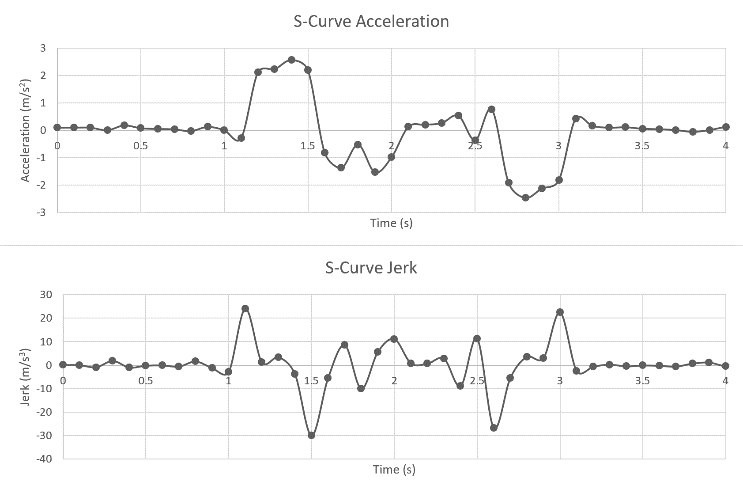 S-Curve Acceleration
3
2
1
0
-1
-2
-3
0 0.5 1 1.5 2 2.5 3 3.5 4
Acceleration (m/s²)
Time (s)
S-Curve Jerk
30
20
10
0
-10
-20
-30
-40
0 0.5 1 1.5 2 2.5 3 3.5 4
Jerk (m/s³)
Time (s)